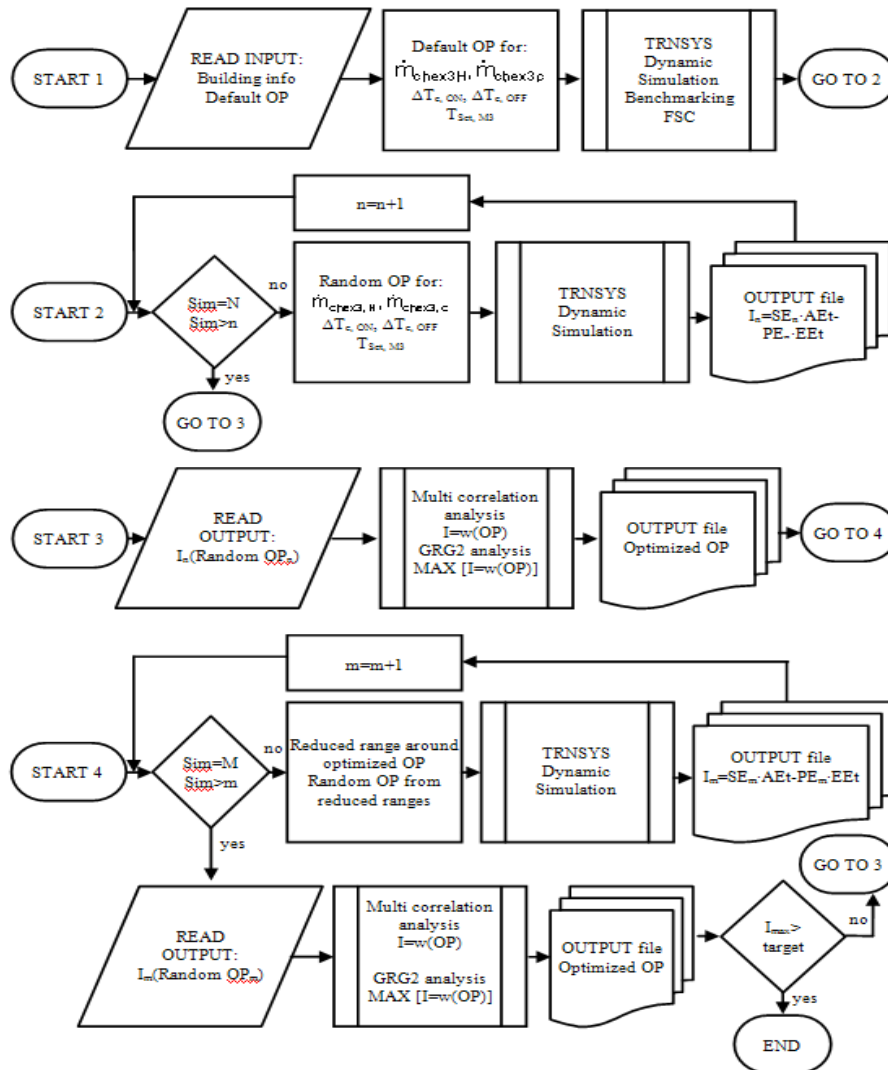 START 1
READ INPUT:
Building info
Default OP
Default OP for:
ṁchex3H, ṁchex3c
ΔTc, ON, ΔTc, OFF
TSet, M3
TRNSYS
Dynamic
Simulation
Benchmarking
FSC
GO TO 2
n=n+1
START 2
Sim=N
Sim>n
no
yes
GO TO 3
Random OP for:
ṁchex3, H, ṁchex3, c
ΔTc, ON, ΔTc, OFF
TSet, M3
TRNSYS
Dynamic
Simulation
OUTPUT file
In=SEn·AEt-
PEn·EEt
START 3
READ
OUTPUT:
In(Random OPn)
Multi correlation
analysis
I=w(OP)
GRG2 analysis
MAX [I=w(OP)]
OUTPUT file
Optimized OP
GO TO 4
m=m+1
START 4
Sim=M
Sim>m
no
yes
Reduced range around
optimized OP
Random OP from
reduced ranges
TRNSYS
Dynamic
Simulation
OUTPUT file
Im=SEm·AEt-PEm·EEt
READ
OUTPUT:
Im(Random OPm)
Multi correlation
analysis
I=w(OP)
GRG2 analysis
MAX [I=w(OP)]
OUTPUT file
Optimized OP
Imax>
target
no
GO TO 3
yes
END